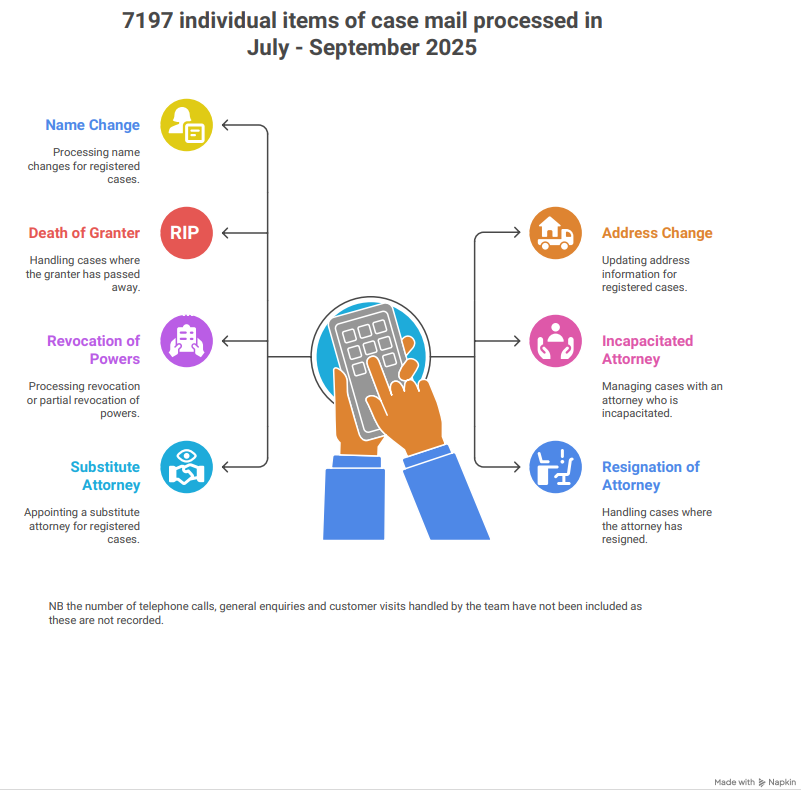 7197 individual items of case mail processed in
July - September 2025
Name Change
Processing name
changes for registered
cases.
Death of Granter
RIP
Handling cases where
the granter has passed
away.
Revocation of
Powers
Processing revocation
or partial revocation of
powers.
Substitute
Attorney
Appointing a substitute
attorney for registered
cases.
Address Change
Updating address
information for
registered cases.
Incapacitated
Attorney
Managing cases with an
attorney who is
incapacitated.
Resignation of
Attorney
Handling cases where
the attorney has
resigned.
NB the number of telephone calls, general enquiries and customer visits handled by the team have not been included as
these are not recorded.
Made with Napkin